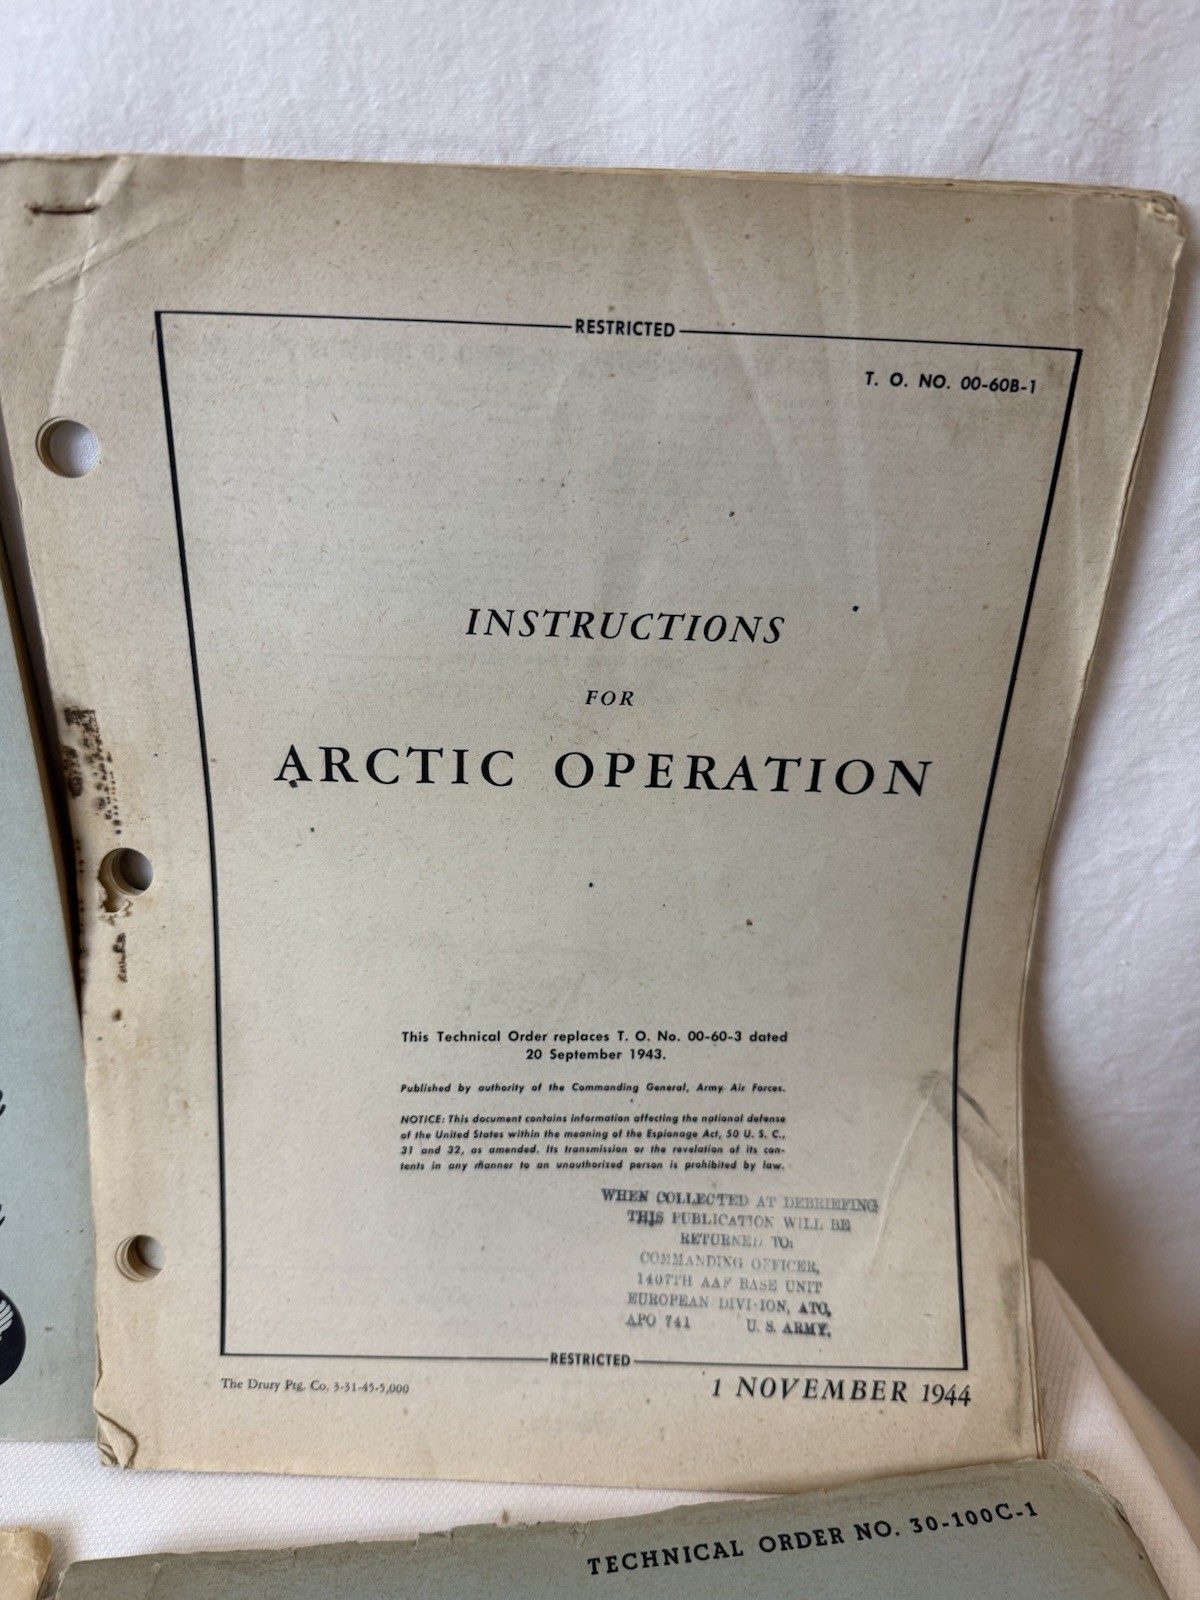 RESTRICTED
T. O. NO. 00-60B-1
INSTRUCTIONS
FOR
ARCTIC OPERATION
This Technical Order replaces T. O. No. 00-60-3 dated
20 September 1943.
Published by authority of the Commanding General, Army Air Forces.
NOTICE: This document contains information affecting the national defense
of the United States within the meaning of the Espionage Act, 50 U. S. C.,
31 and 32, as amended. Its transmission or the revelation of its con-
tents in any manner to an unauthorized person is prohibited by law.
WHEN COLLECTED AT DEBRIEFING
THIS PUBLICATION WILL BE
RETURNED TO:
COMMANDING OFFICER,
1407TH AAF BASE UNIT
EUROPEAN DIVISION, ATC,
APO 741 U. S. ARMY.
RESTRICTED
The Drury Ptg. Co. 3-31-45-5,000
1 NOVEMBER 1944
TECHNICAL ORDER NO. 30-100C-1